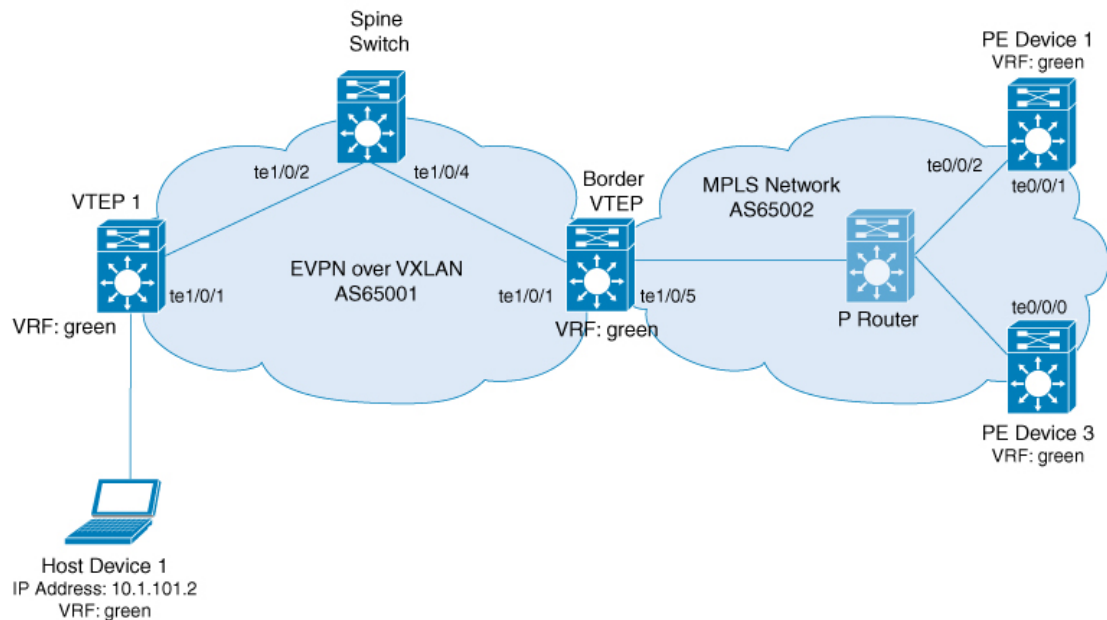 Spine
Switch
PE Device 1
VRF: green
te1/0/2
te1/0/4
Border
VTEP
MPLS Network
AS65002
te0/0/2
te0/0/1
VTEP 1
EVPN over VXLAN
AS65001
te1/0/1
VRF: green
te1/0/1
te1/0/5
VRF: green
P Router
te0/0/0
PE Device 3
VRF: green
Host Device 1
IP Address: 10.1.101.2
VRF: green